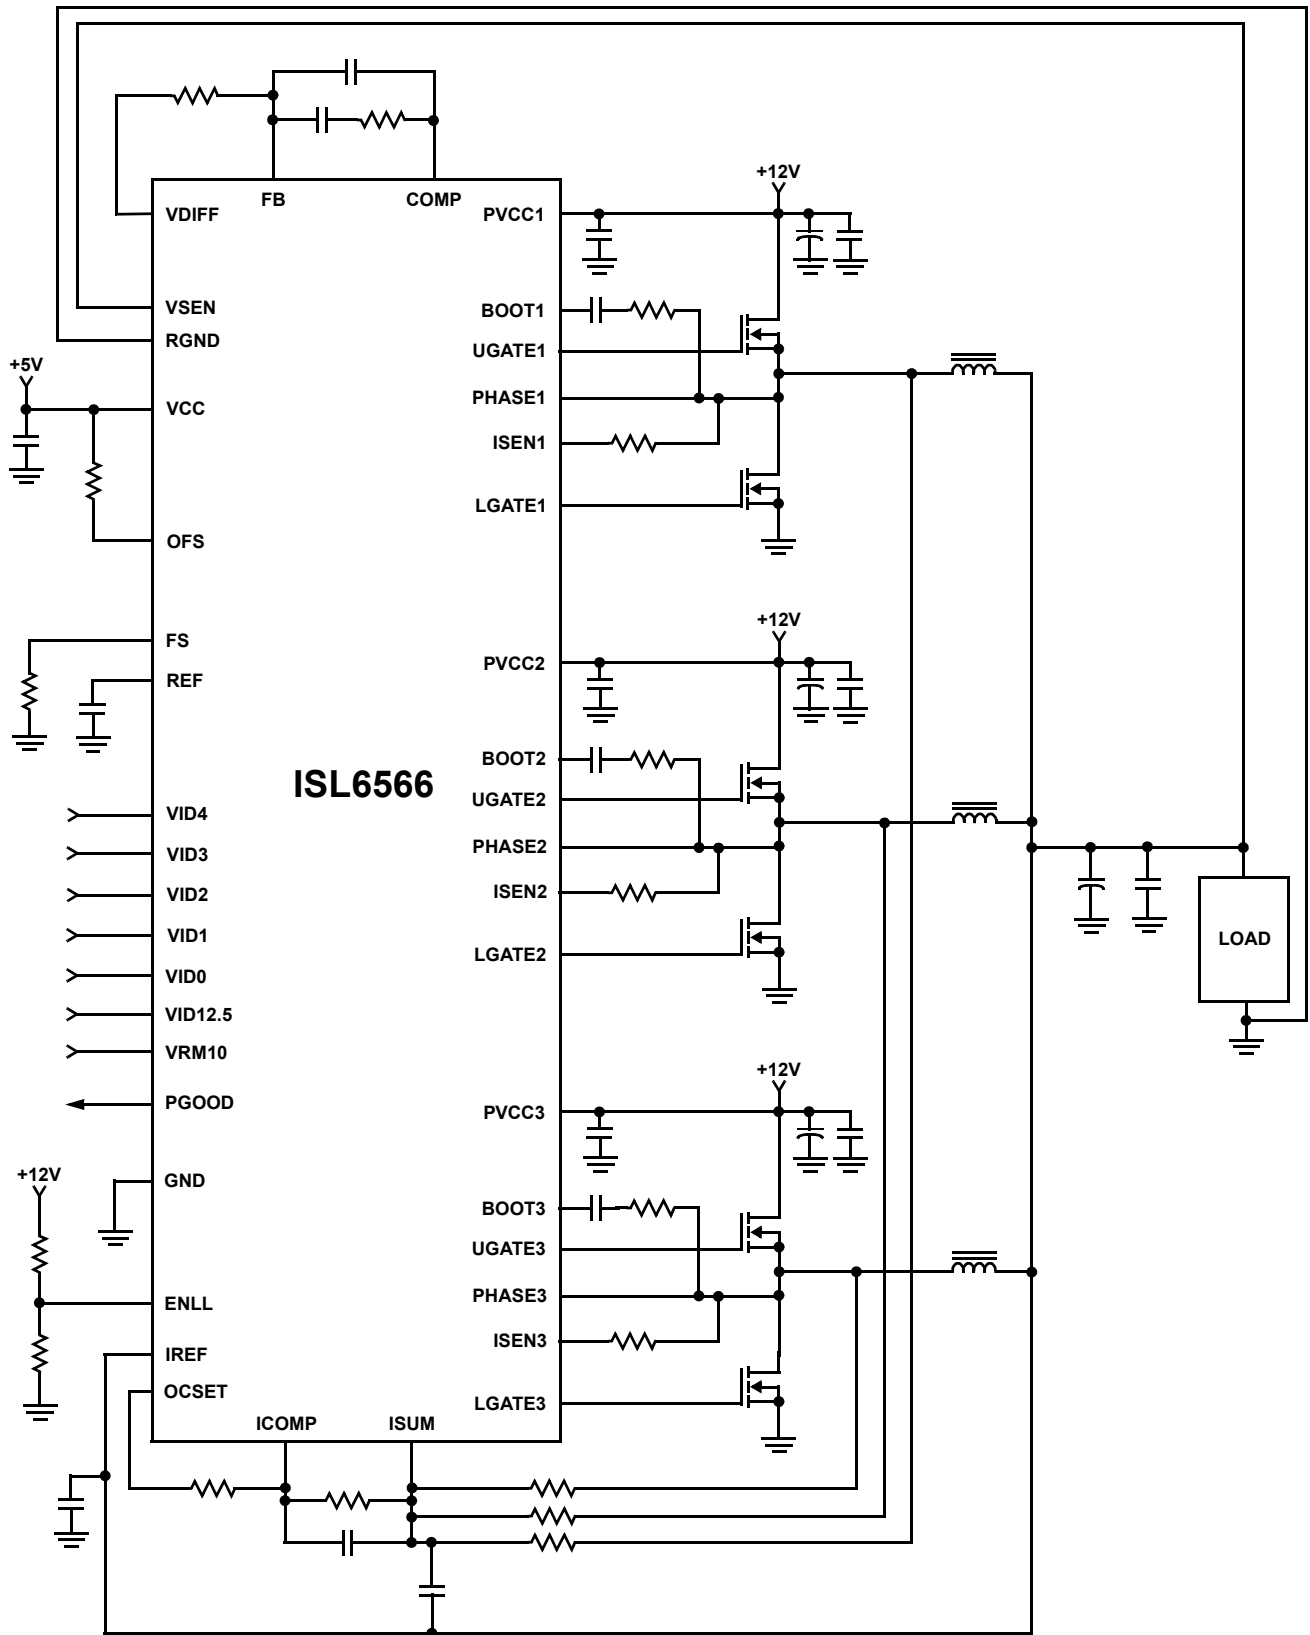 +12V
FB
COMP
VDIFF
PVCC1
VSEN
BOOT1
RGND
UGATE1
+5V
PHASE1
VCC
ISEN1
LGATE1
OFS
+12V
FS
PVCC2
REF
BOOT2
ISL6566
UGATE2
VID4
PHASE2
VID3
ISEN2
VID2
VID1
LOAD
LGATE2
VID0
VID12.5
VRM10
+12V
PGOOD
PVCC3
+12V
GND
BOOT3
UGATE3
PHASE3
ENLL
ISEN3
IREF
OCSET
LGATE3
ICOMP
ISUM